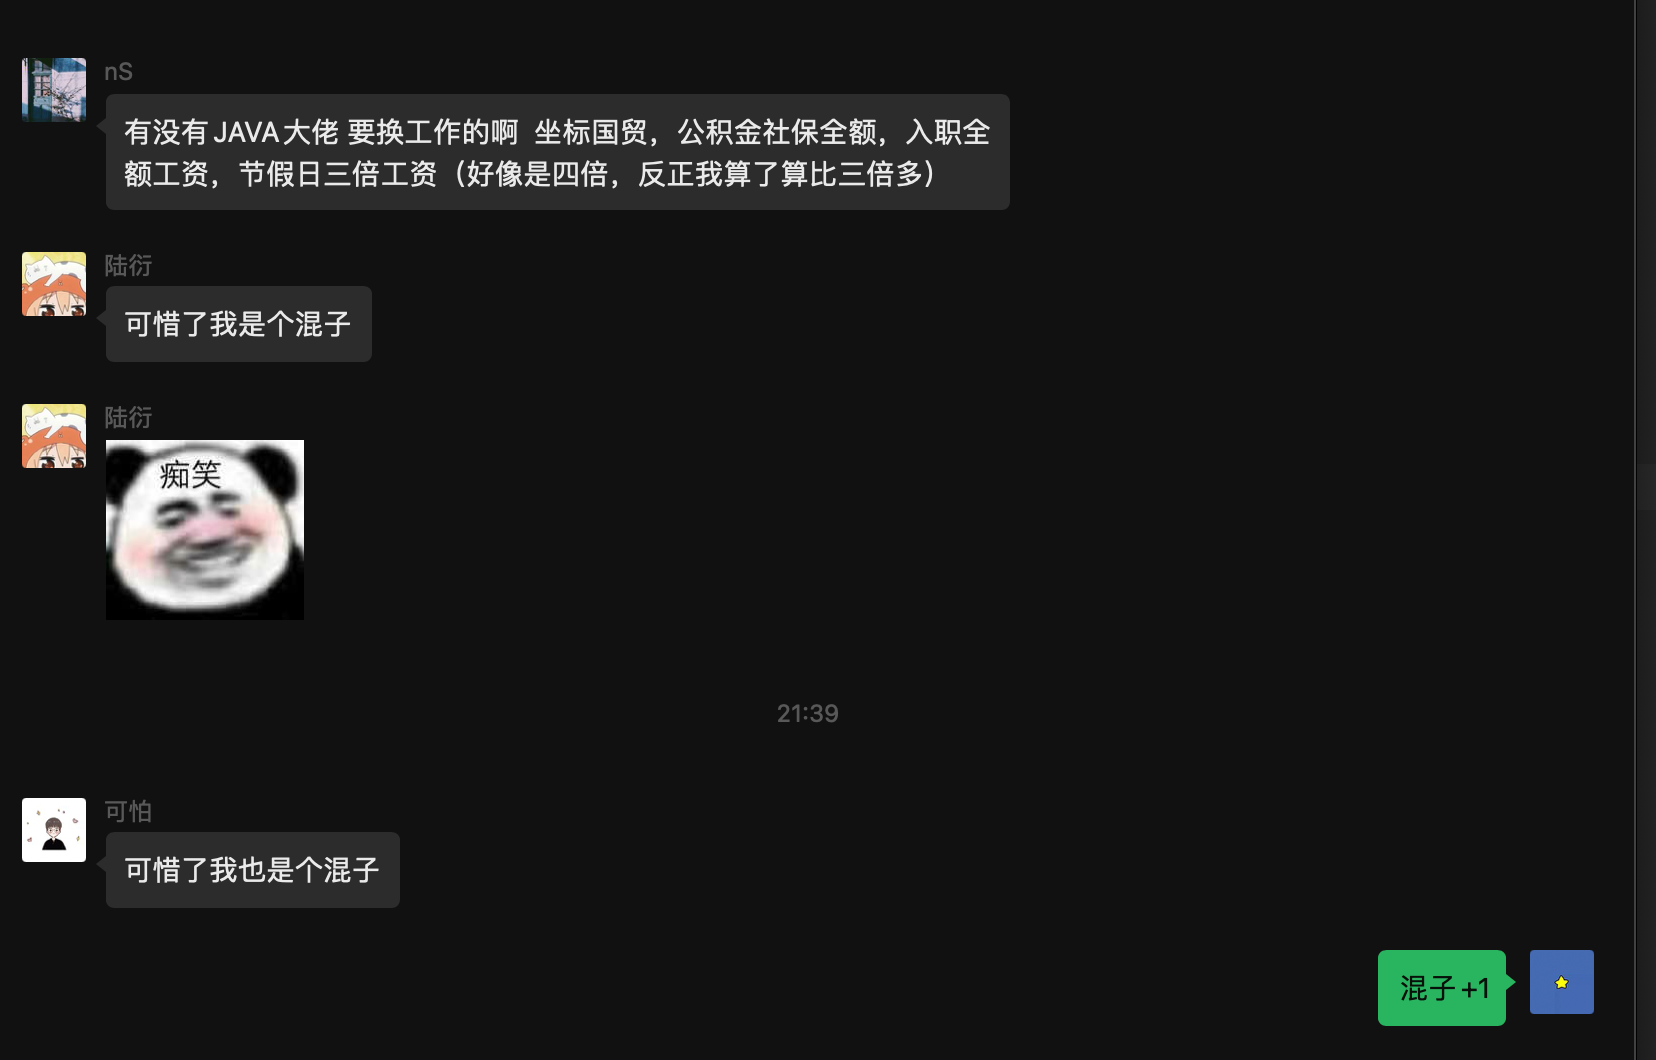 nS
有没有JAVA大佬 要换工作的啊  坐标国贸，公积金社保全额，入职全
额工资，节假日三倍工资（好像是四倍，反正我算了算比三倍多）
陆衍
可惜了我是个混子
陆衍
痴笑
21:39
可怕
可惜了我也是个混子
混子+1